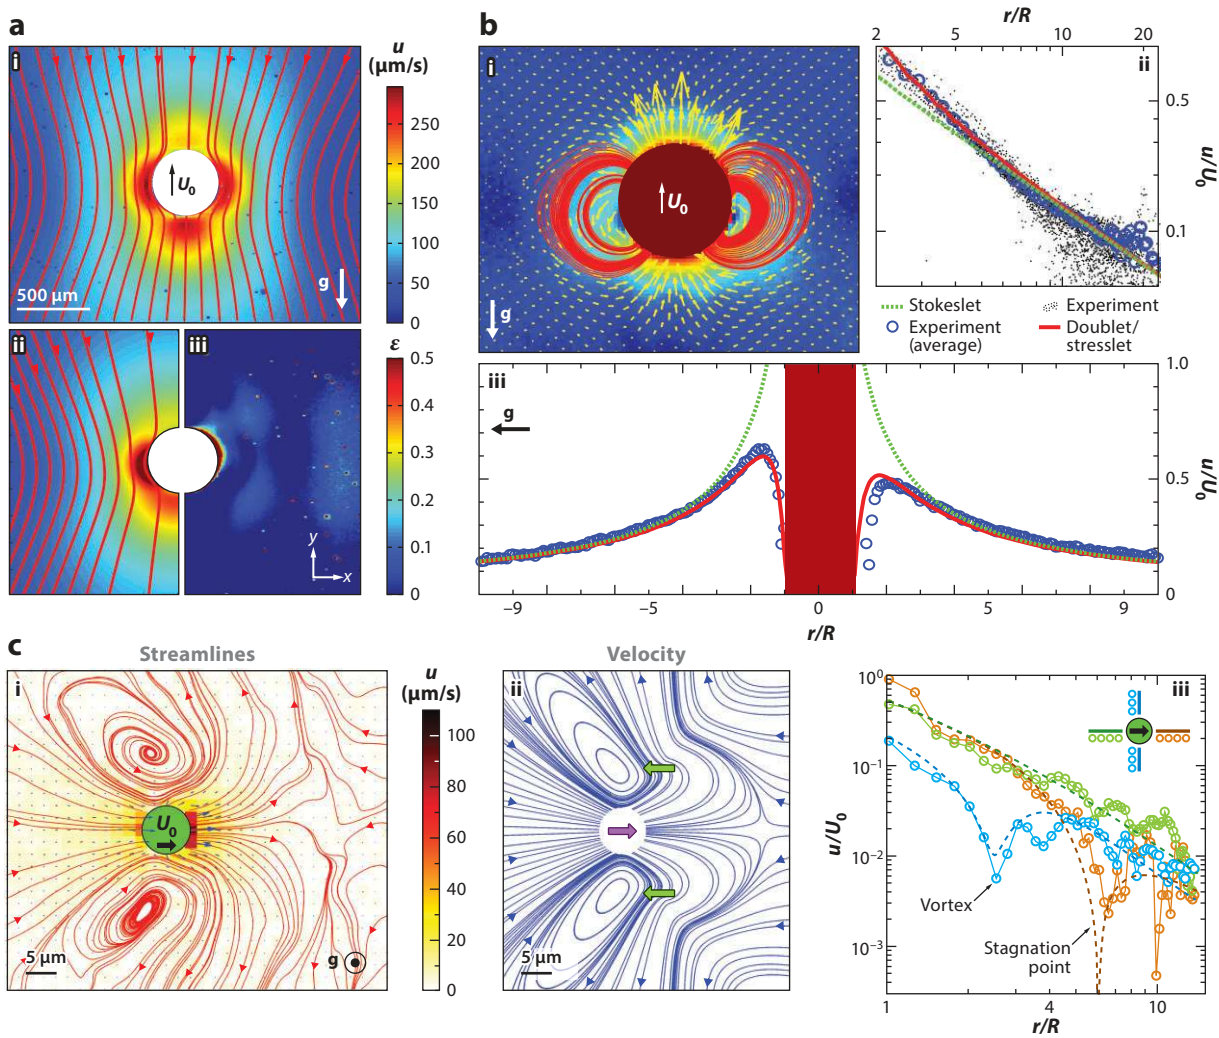 a
i
u
(μm/s)
250
200
150
100
50
0
U0
500 μm
g
ii
iii
ε
0.5
0.4
0.3
0.2
0.1
0
y
x
b
i
U0
g
r/R
2
5
10
20
ii
0.5
0.1
u/U0
Stokeslet
Experiment
Experiment
(average)
Doublet/
stresslet
iii
g
1.0
0.5
0
u/U0
−9
−5
0
5
9
r/R
c
Streamlines
i
U0
5 μm
g
u
(μm/s)
100
80
60
40
20
0
Velocity
ii
5 μm
iii
10^0
10^-1
10^-2
10^-3
u/U0
Vortex
Stagnation
point
1
4
10
r/R